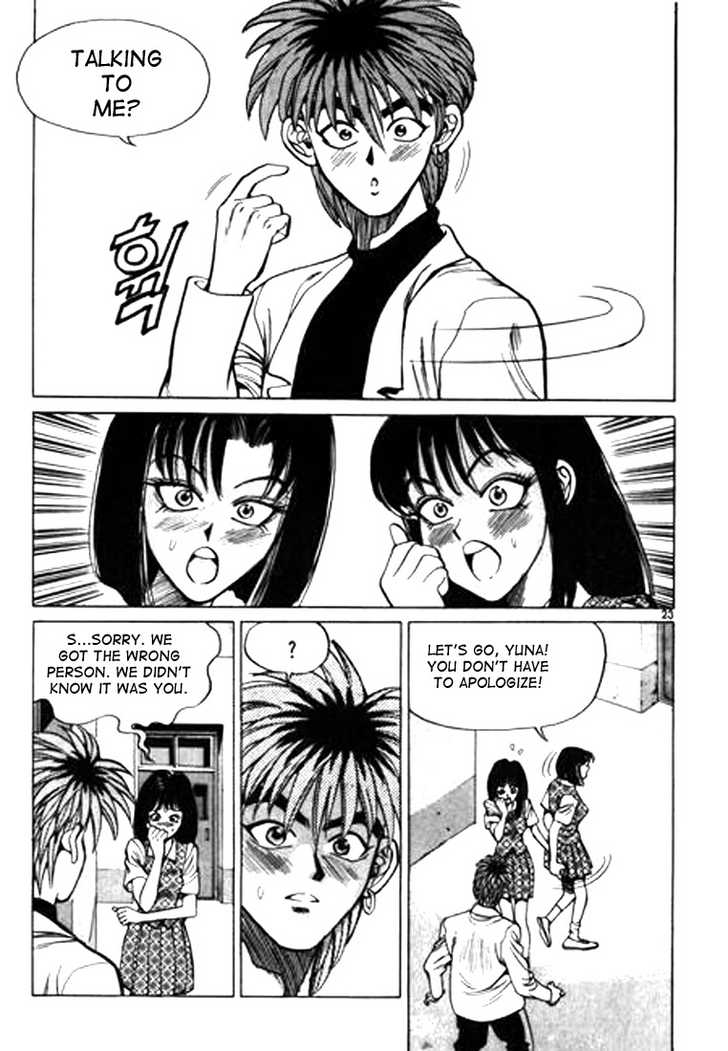 TALKING
TO
ME?
휙
23
S...SORRY. WE
GOT THE WRONG
PERSON. WE DIDN'T
KNOW IT WAS YOU.
?
LET'S GO, YUNA!
YOU DON'T HAVE
TO APOLOGIZE!